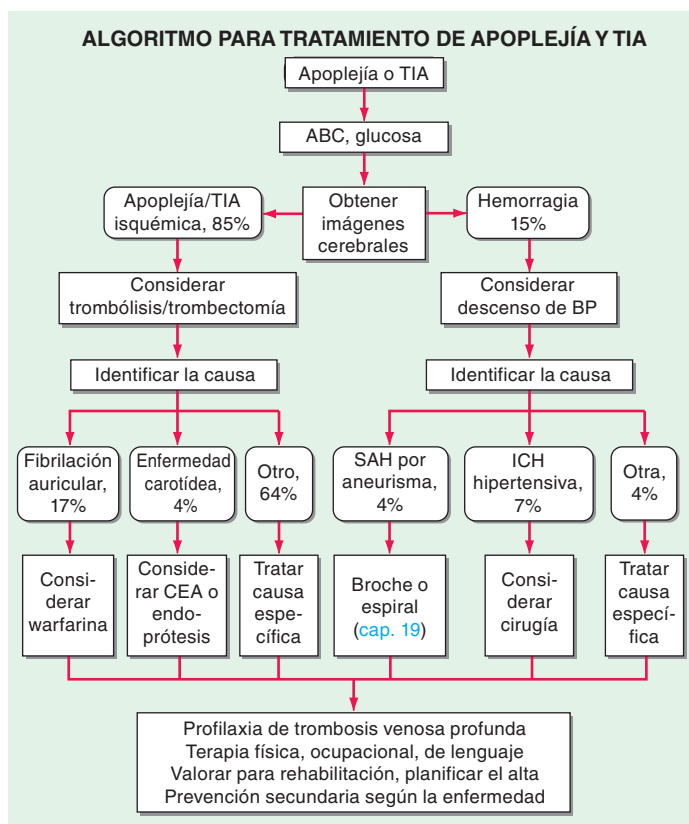 ALGORITMO PARA TRATAMIENTO DE APOPLEJÍA Y TIA
Apoplejía o TIA
ABC, glucosa
Apoplejía/TIA
isquémica, 85%
Obtener
imágenes
cerebrales
Hemorragia
15%
Considerar
trombólisis/trombectomía
Considerar
descenso de BP
Identificar la causa
Identificar la causa
Fibrilación
auricular,
17%
Enfermedad
carotídea,
4%
Otro,
64%
SAH por
aneurisma,
4%
ICH
hipertensiva,
7%
Otra,
4%
Consi-
derar
warfarina
Conside-
rar CEA o
endo-
prótesis
Tratar
causa
espe-
cífica
Broche o
espiral
(cap. 19)
Consi-
derar
cirugía
Tratar
causa
específi-
fica
Profilaxia de trombosis venosa profunda
Terapia física, ocupacional, de lenguaje
Valorar para rehabilitación, planificar el alta
Prevención secundaria según la enfermedad